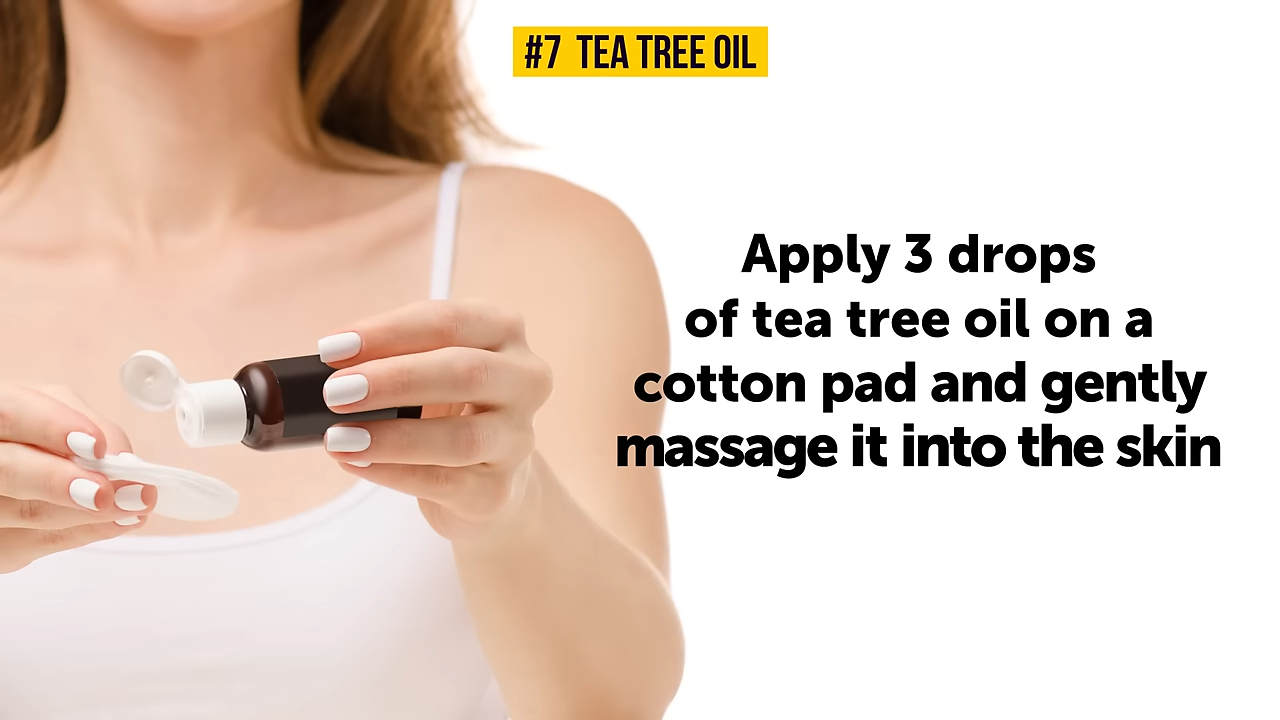 #7 TEA TREE OIL
Apply 3 drops
of tea tree oil on a
cotton pad and gently
massage it into the skin